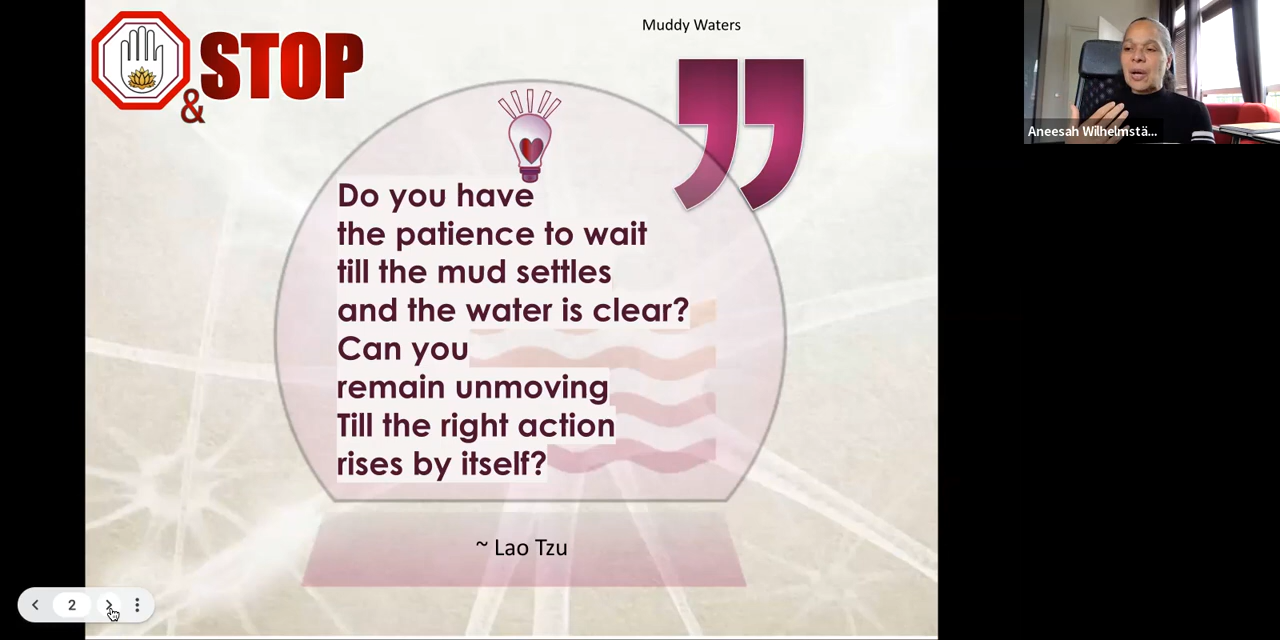 & STOP
Muddy Waters
Do you have
the patience to wait
till the mud settles
and the water is clear?
Can you
remain unmoving
Till the right action
rises by itself?
~ Lao Tzu
Aneesah Wilhelmstä...
2